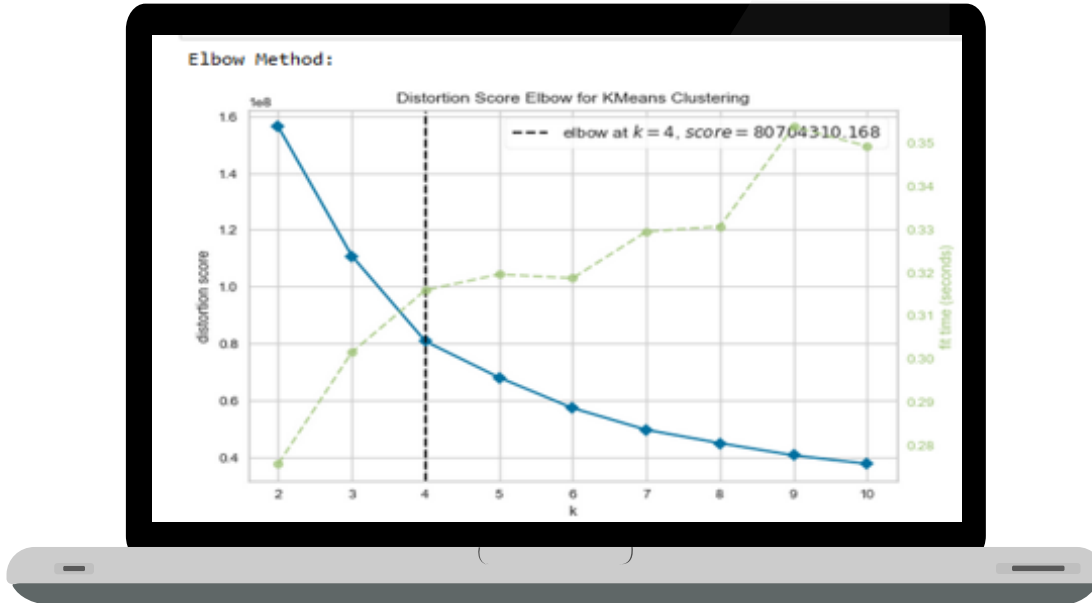 Elbow Method:
Distortion Score Elbow for KMeans Clustering
1e8
elbow at k = 4, score = 80704310.168
1.6
1.4
1.2
1.0
0.8
0.6
0.4
distortion score
0.35
0.34
0.33
0.32
0.31
0.30
0.29
0.28
fit time (seconds)
2 3 4 5 6 7 8 9 10
k